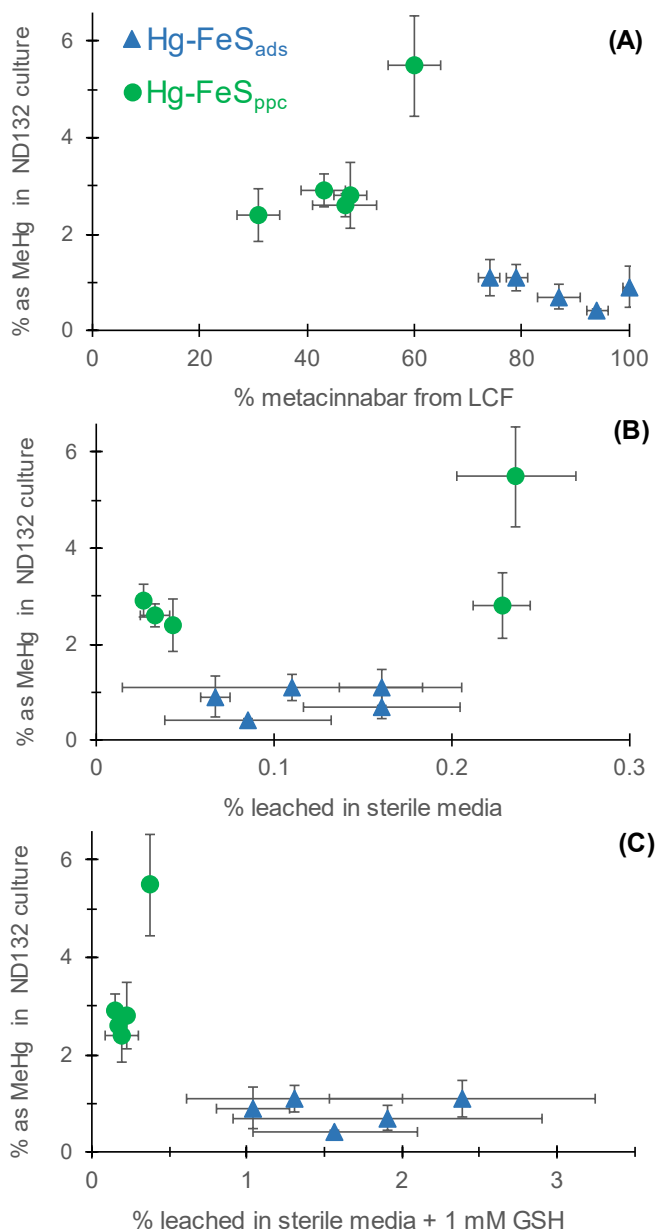 (A)
Hg-FeSads
Hg-FeSppc
% as MeHg in ND132 culture
6
4
2
0
0 20 40 60 80 100
% metacinnabar from LCF
(B)
% as MeHg in ND132 culture
6
4
2
0
0 0.1 0.2 0.3
% leached in sterile media
(C)
% as MeHg in ND132 culture
6
4
2
0
0 1 2 3
% leached in sterile media + 1 mM GSH